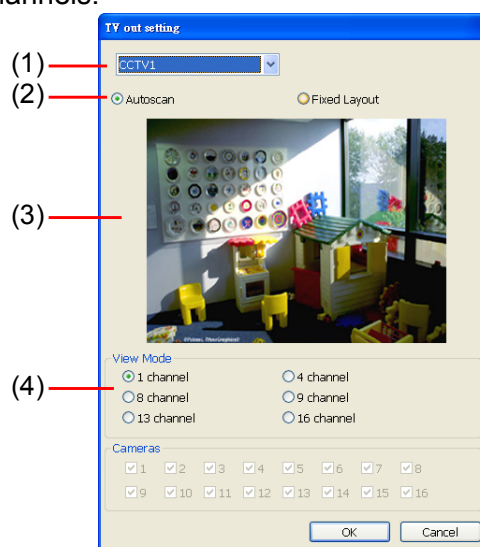 annels.
TV out setting
(1)
CCTV1
(2)
Autoscan Fixed Layout
(3)
View Mode
(4)
1 channel 4 channel
8 channel 9 channel
13 channel 16 channel
Cameras
1 2 3 4 5 6 7 8
9 10 11 12 13 14 15 16
OK Cancel